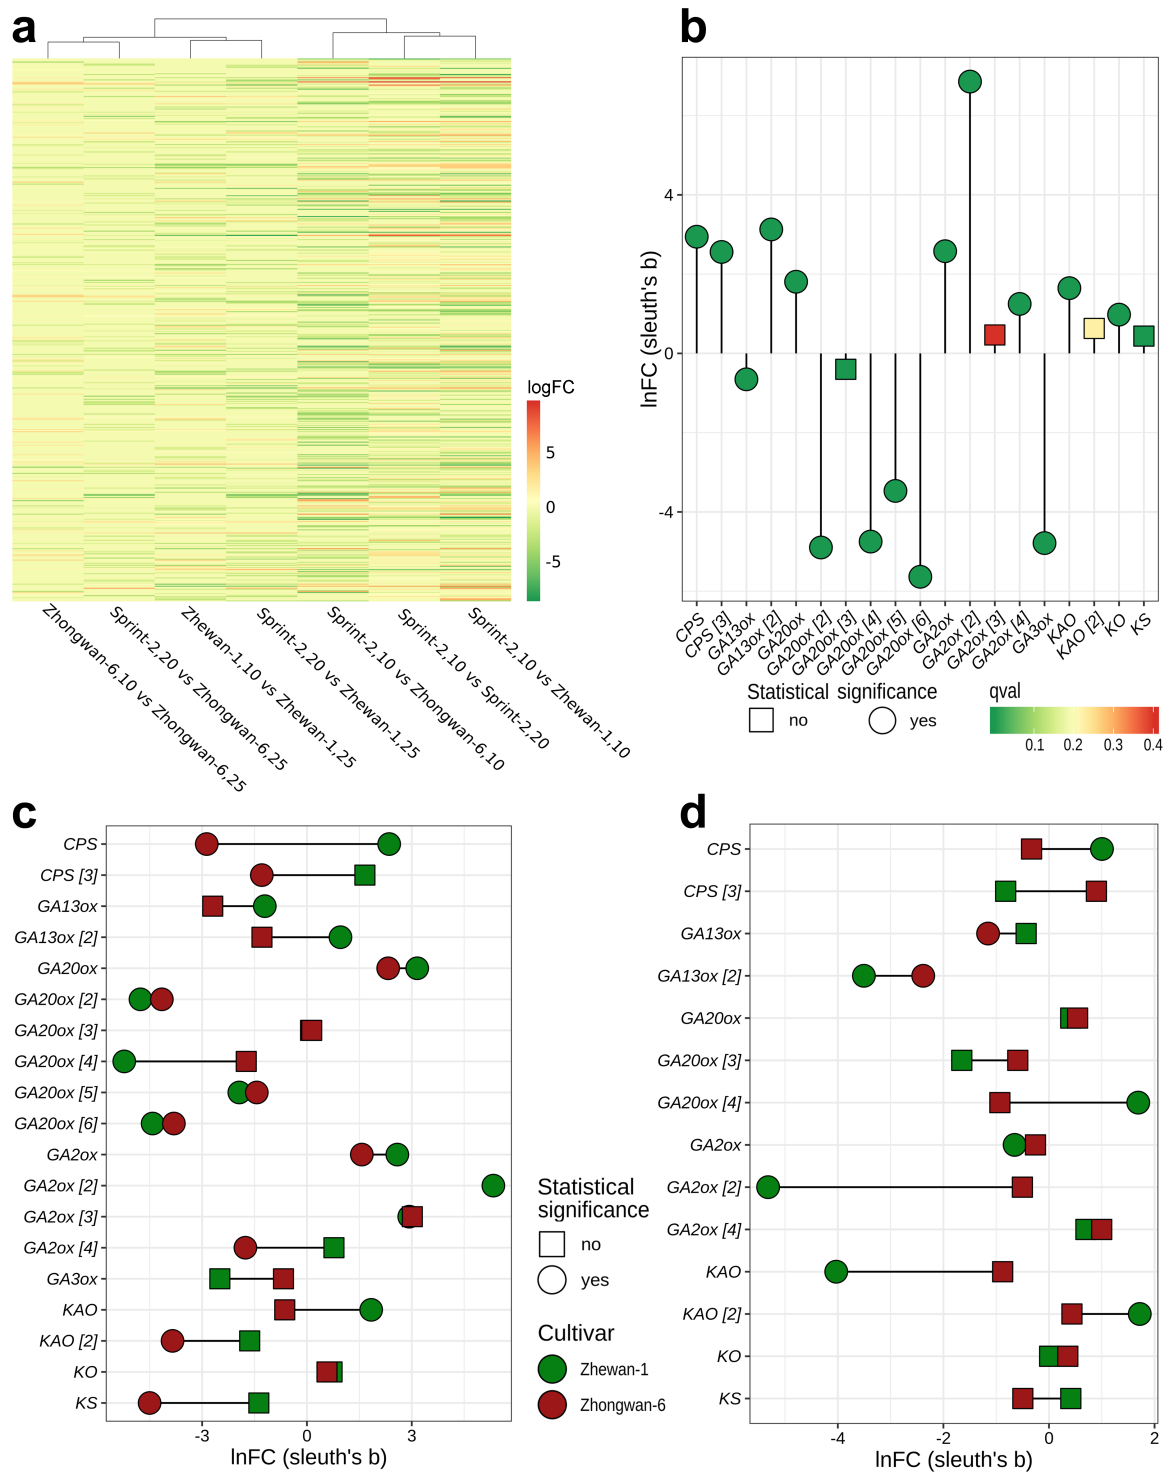 a
logFC
5
0
-5
Zhongwan-6,10 vs Zhongwan-6,25
Sprint-2,20 vs Zhongwan-6,25
Zhewan-1,10 vs Zhewan-1,25
Sprint-2,20 vs Zhewan-1,25
Sprint-2,10 vs Zhongwan-6,10
Sprint-2,10 vs Sprint-2,20
Sprint-2,10 vs Zhewan-1,10
b
lnFC (sleuth's b)
4
0
-4
CPS
CPS [3]
GA13ox
GA13ox [2]
GA20ox
GA20ox [2]
GA20ox [3]
GA20ox [4]
GA20ox [5]
GA20ox [6]
GA2ox
GA2ox [2]
GA2ox [3]
GA2ox [4]
GA3ox
KAO
KAO [2]
KO
KS
Statistical significance
no
yes
qval
0.1 0.2 0.3 0.4
c
CPS
CPS [3]
GA13ox
GA13ox [2]
GA20ox
GA20ox [2]
GA20ox [3]
GA20ox [4]
GA20ox [5]
GA20ox [6]
GA2ox
GA2ox [2]
GA2ox [3]
GA2ox [4]
GA3ox
KAO
KAO [2]
KO
KS
-3 0 3
lnFC (sleuth's b)
Statistical
significance
no
yes
Cultivar
Zhewan-1
Zhongwan-6
d
CPS
CPS [3]
GA13ox
GA13ox [2]
GA20ox
GA20ox [3]
GA20ox [4]
GA2ox
GA2ox [2]
GA2ox [4]
KAO
KAO [2]
KO
KS
-4 -2 0 2
lnFC (sleuth's b)